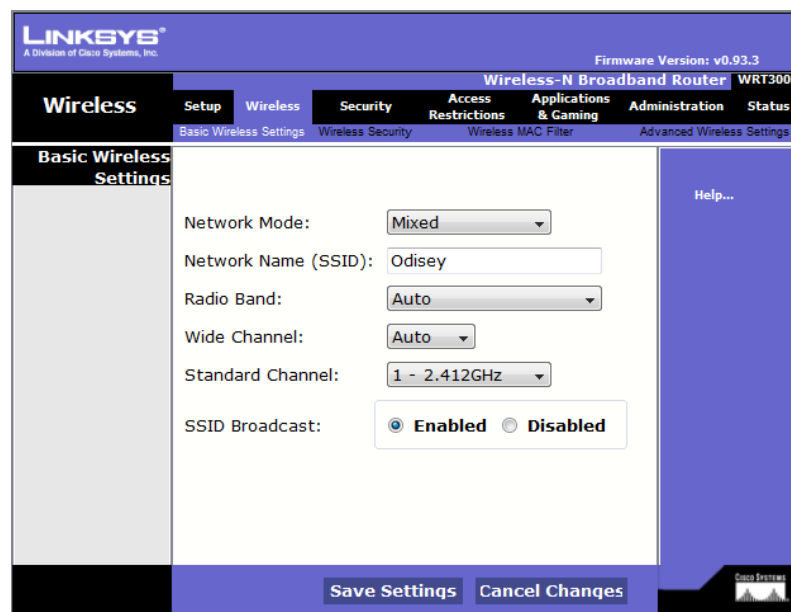 LINKSYS®
A Division of Cisco Systems, Inc.
Firmware Version: v0.93.3
Wireless-N Broadband Router WRT300
Wireless
Setup Wireless Security Access Restrictions Applications & Gaming Administration Status
Basic Wireless Settings Wireless Security Wireless MAC Filter Advanced Wireless Settings
Basic Wireless
Settings
Help...
Network Mode: Mixed
Network Name (SSID): Odisey
Radio Band: Auto
Wide Channel: Auto
Standard Channel: 1 - 2.412GHz
SSID Broadcast: Enabled Disabled
Save Settings Cancel Changes
CISCO SYSTEMS